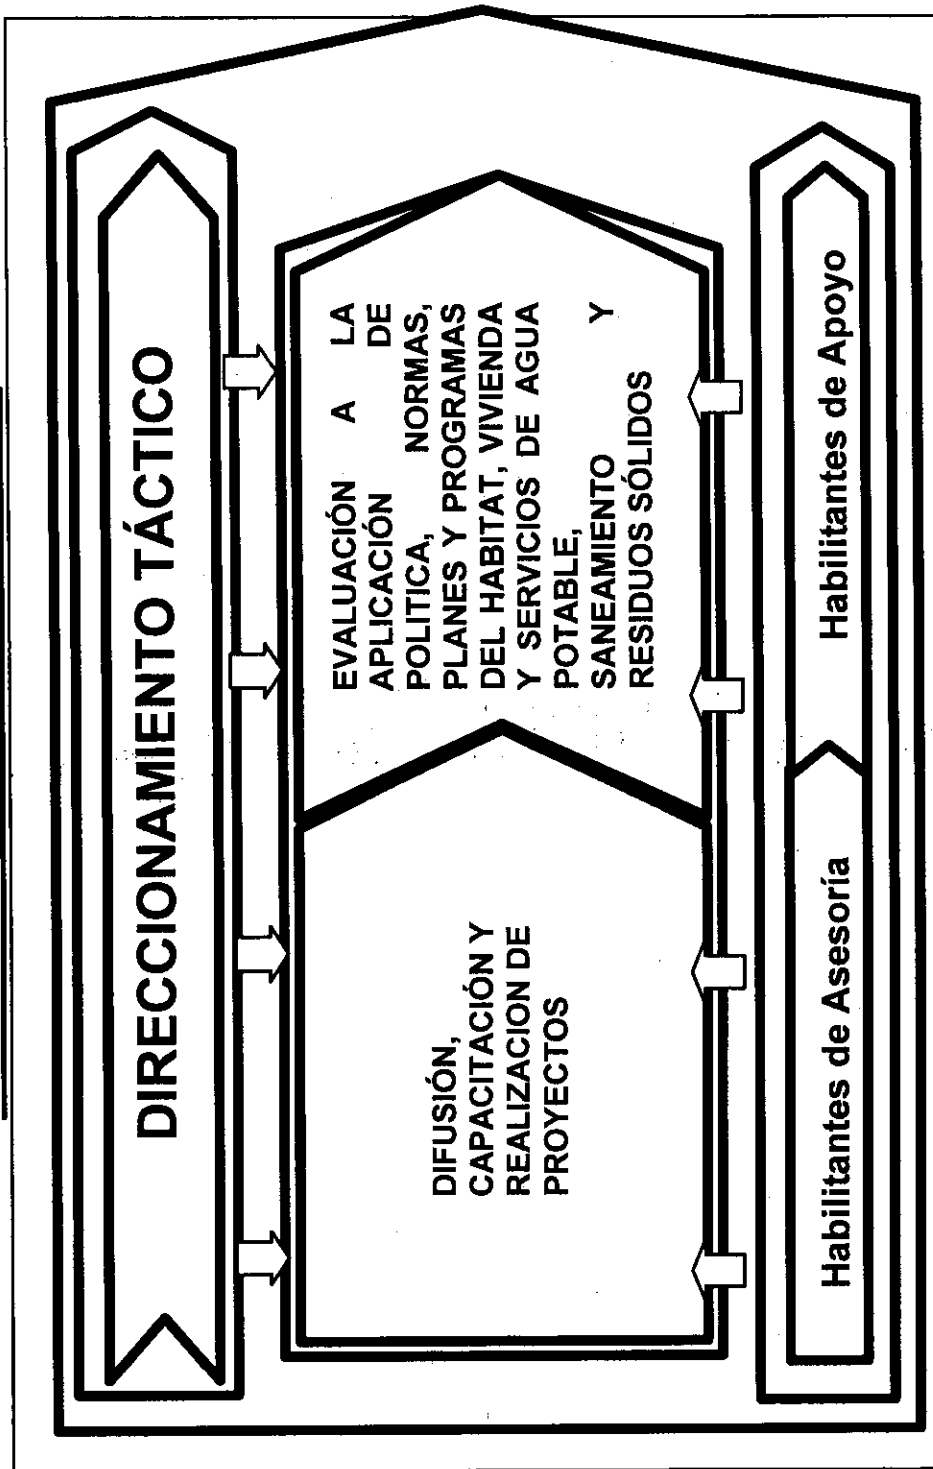 DIRECCIONAMIENTO TÁCTICO
DIFUSIÓN,
CAPACITACIÓN Y
REALIZACION DE
PROYECTOS
EVALUACIÓN A LA
APLICACIÓN DE
POLITICA, NORMAS,
PLANES Y PROGRAMAS
DEL HABITAT, VIVIENDA
Y SERVICIOS DE AGUA
POTABLE,
SANEAMIENTO Y
RESIDUOS SÓLIDOS
Habilitantes de Asesoría
Habilitantes de Apoyo